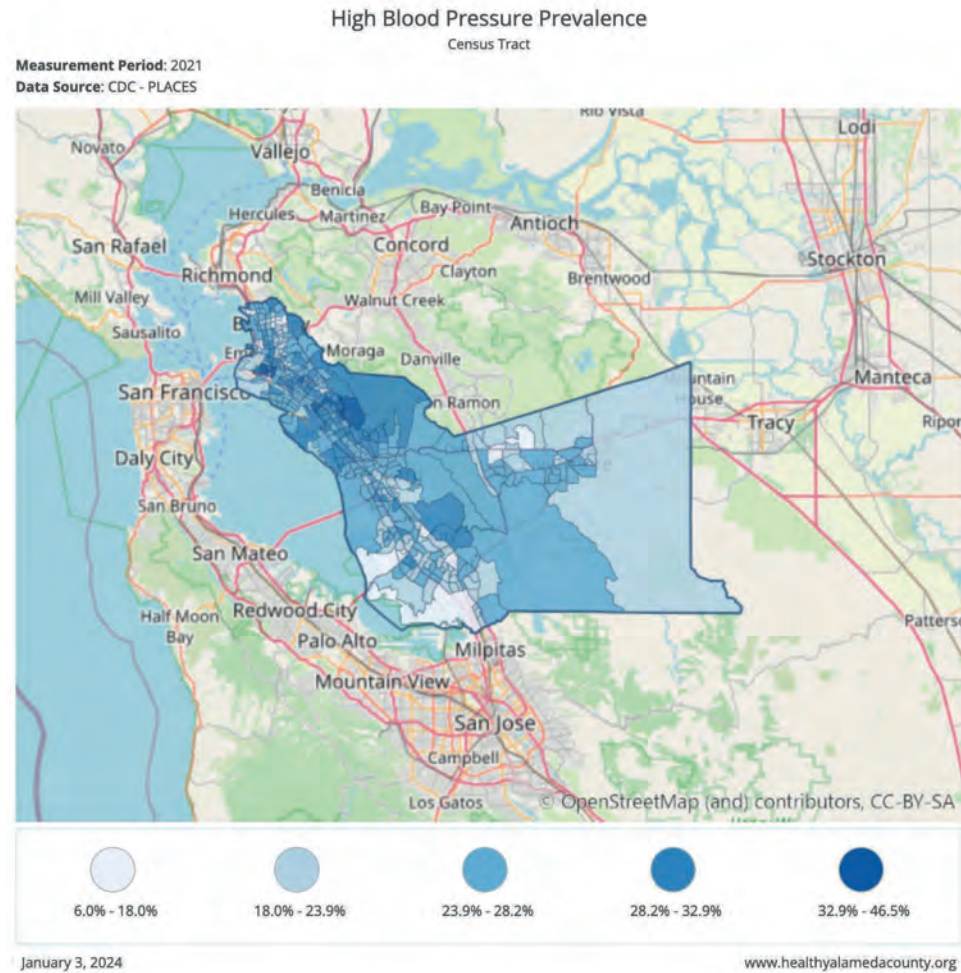 High Blood Pressure Prevalence
Census Tract
Measurement Period: 2021
Data Source: CDC - PLACES
Rio Vista
Lodi
Novato
Vallejo
Benicia
Hercules
Martinez
Bay Point
Antioch
San Rafael
Concord
Stockton
Richmond
Clayton
Brentwood
Mill Valley
Walnut Creek
Sausalito
Moraga
Danville
San Francisco
n Ramon
untain
House
Manteca
Tracy
Ripor
Daly City
San Bruno
San Mateo
Half Moon
Bay
Redwood City
Palo Alto
Patterso
Milpitas
Mountain View
San Jose
Campbell
Los Gatos
© OpenStreetMap (and) contributors, CC-BY-SA
6.0% - 18.0%
18.0% - 23.9%
23.9% - 28.2%
28.2% - 32.9%
32.9% - 46.5%
January 3, 2024
www.healthyalamedacounty.org